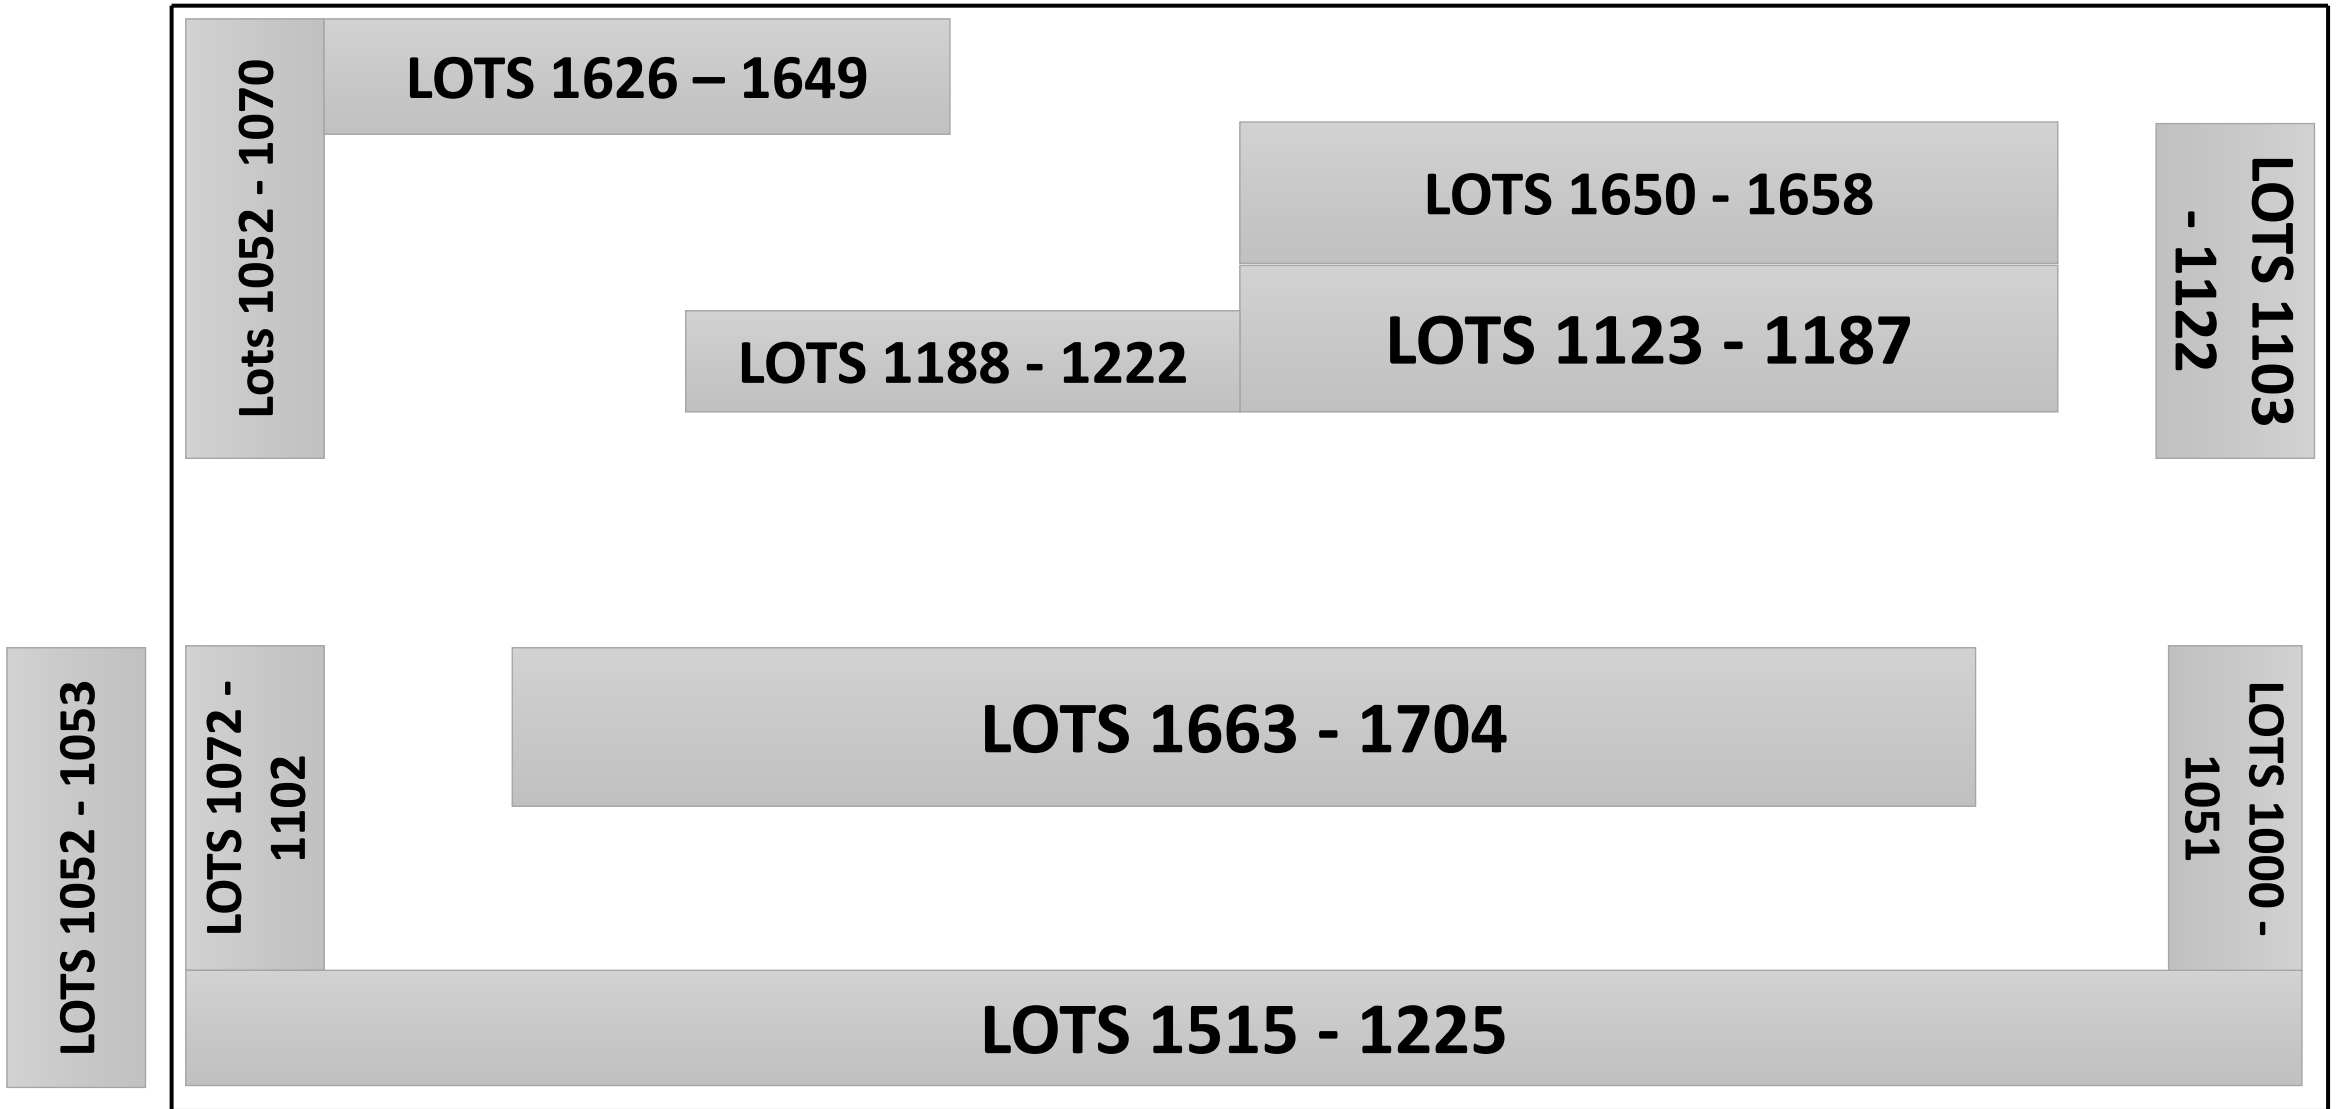 LOTS 1626 – 1649
Lots 1052 - 1070
LOTS 1650 - 1658
LOTS 1103
- 1122
LOTS 1123 - 1187
LOTS 1188 - 1222
LOTS 1052 - 1053
LOTS 1072 -
1102
LOTS 1663 - 1704
LOTS 1000 -
1051
LOTS 1515 - 1225